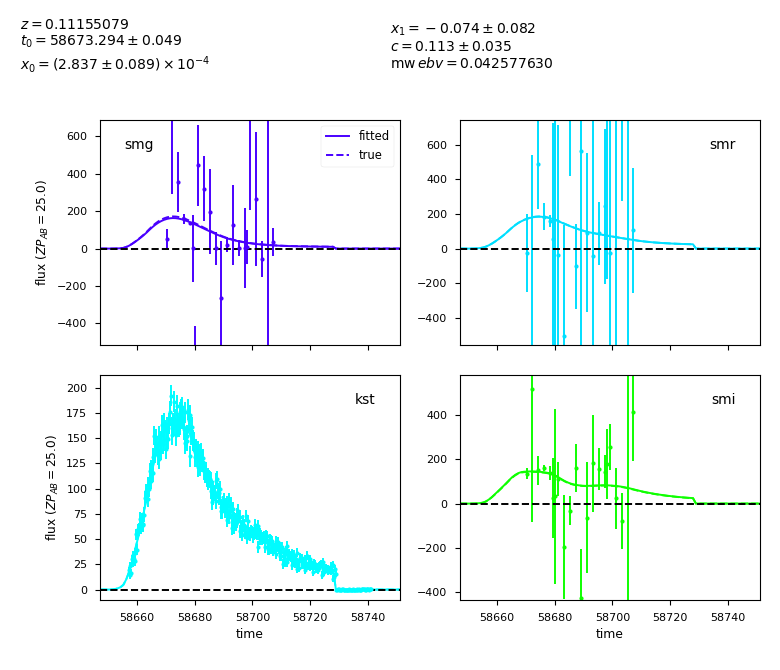 z = 0.11155079
t0 = 58673.294 ± 0.049
x0 = (2.837 ± 0.089) × 10^−4
x1 = −0.074 ± 0.082
c = 0.113 ± 0.035
mw ebv = 0.042577630
smg
fitted
true
600
400
200
0
−200
−400
flux (ZP_AB = 25.0)
smr
600
400
200
0
−200
−400
kst
200
175
150
125
100
75
50
25
0
flux (ZP_AB = 25.0)
58660 58680 58700 58720 58740
time
smi
400
200
0
−200
−400
58660 58680 58700 58720 58740
time